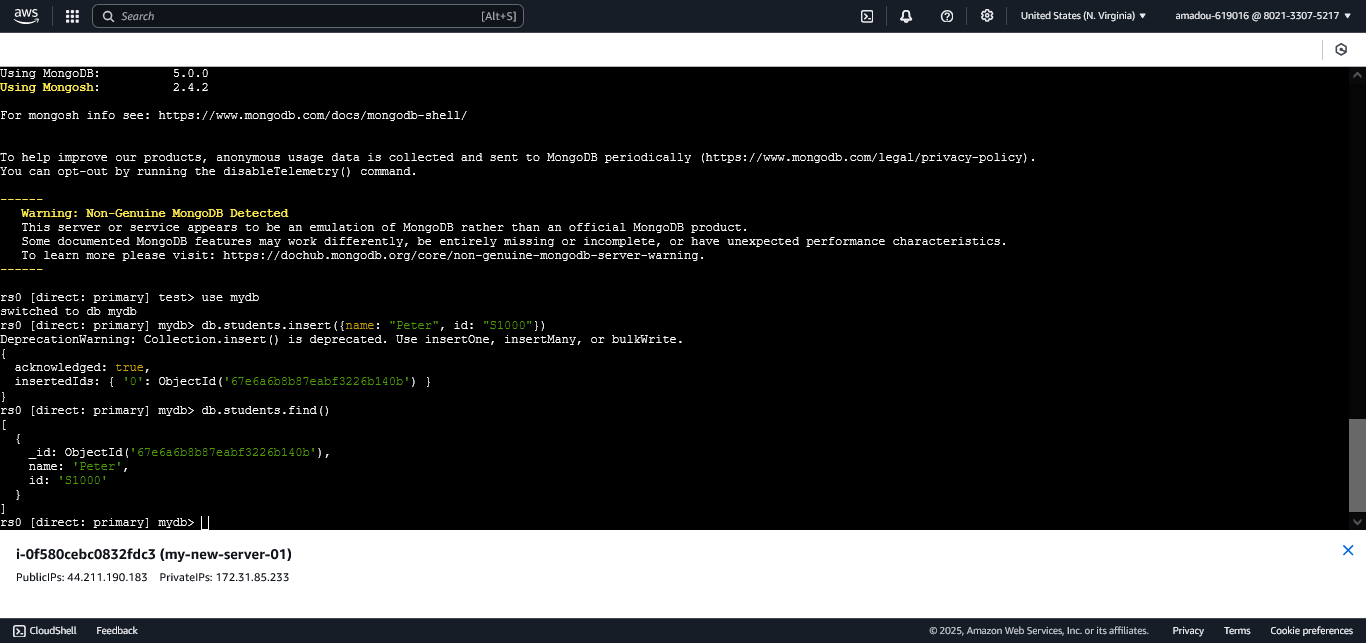 aws
Search [Alt+S]
United States (N. Virginia) ▼
amadou-619016 @ 8021-3307-5217 ▼
Using MongoDB: 5.0.0
Using Mongosh: 2.4.2
For mongosh info see: https://www.mongodb.com/docs/mongodb-shell/
To help improve our products, anonymous usage data is collected and sent to MongoDB periodically (https://www.mongodb.com/legal/privacy-policy).
You can opt-out by running the disableTelemetry() command.
------
Warning: Non-Genuine MongoDB Detected
This server or service appears to be an emulation of MongoDB rather than an official MongoDB product.
Some documented MongoDB features may work differently, be entirely missing or incomplete, or have unexpected performance characteristics.
To learn more please visit: https://dochub.mongodb.org/core/non-genuine-mongodb-server-warning.
------
rs0 [direct: primary] test> use mydb
switched to db mydb
rs0 [direct: primary] mydb> db.students.insert({name: "Peter", id: "S1000"})
DeprecationWarning: Collection.insert() is deprecated. Use insertOne, insertMany, or bulkWrite.
{
  acknowledged: true,
  insertedIds: { '0': ObjectId('67e6a6b8b87eabf3226b140b') }
}
rs0 [direct: primary] mydb> db.students.find()
[
  {
    _id: ObjectId('67e6a6b8b87eabf3226b140b'),
    name: 'Peter',
    id: 'S1000'
  }
]
rs0 [direct: primary] mydb>
i-0f580cebc0832fdc3 (my-new-server-01)
PublicIPs: 44.211.190.183 PrivateIPs: 172.31.85.233
CloudShell Feedback © 2025, Amazon Web Services, Inc. or its affiliates. Privacy Terms Cookie preferences